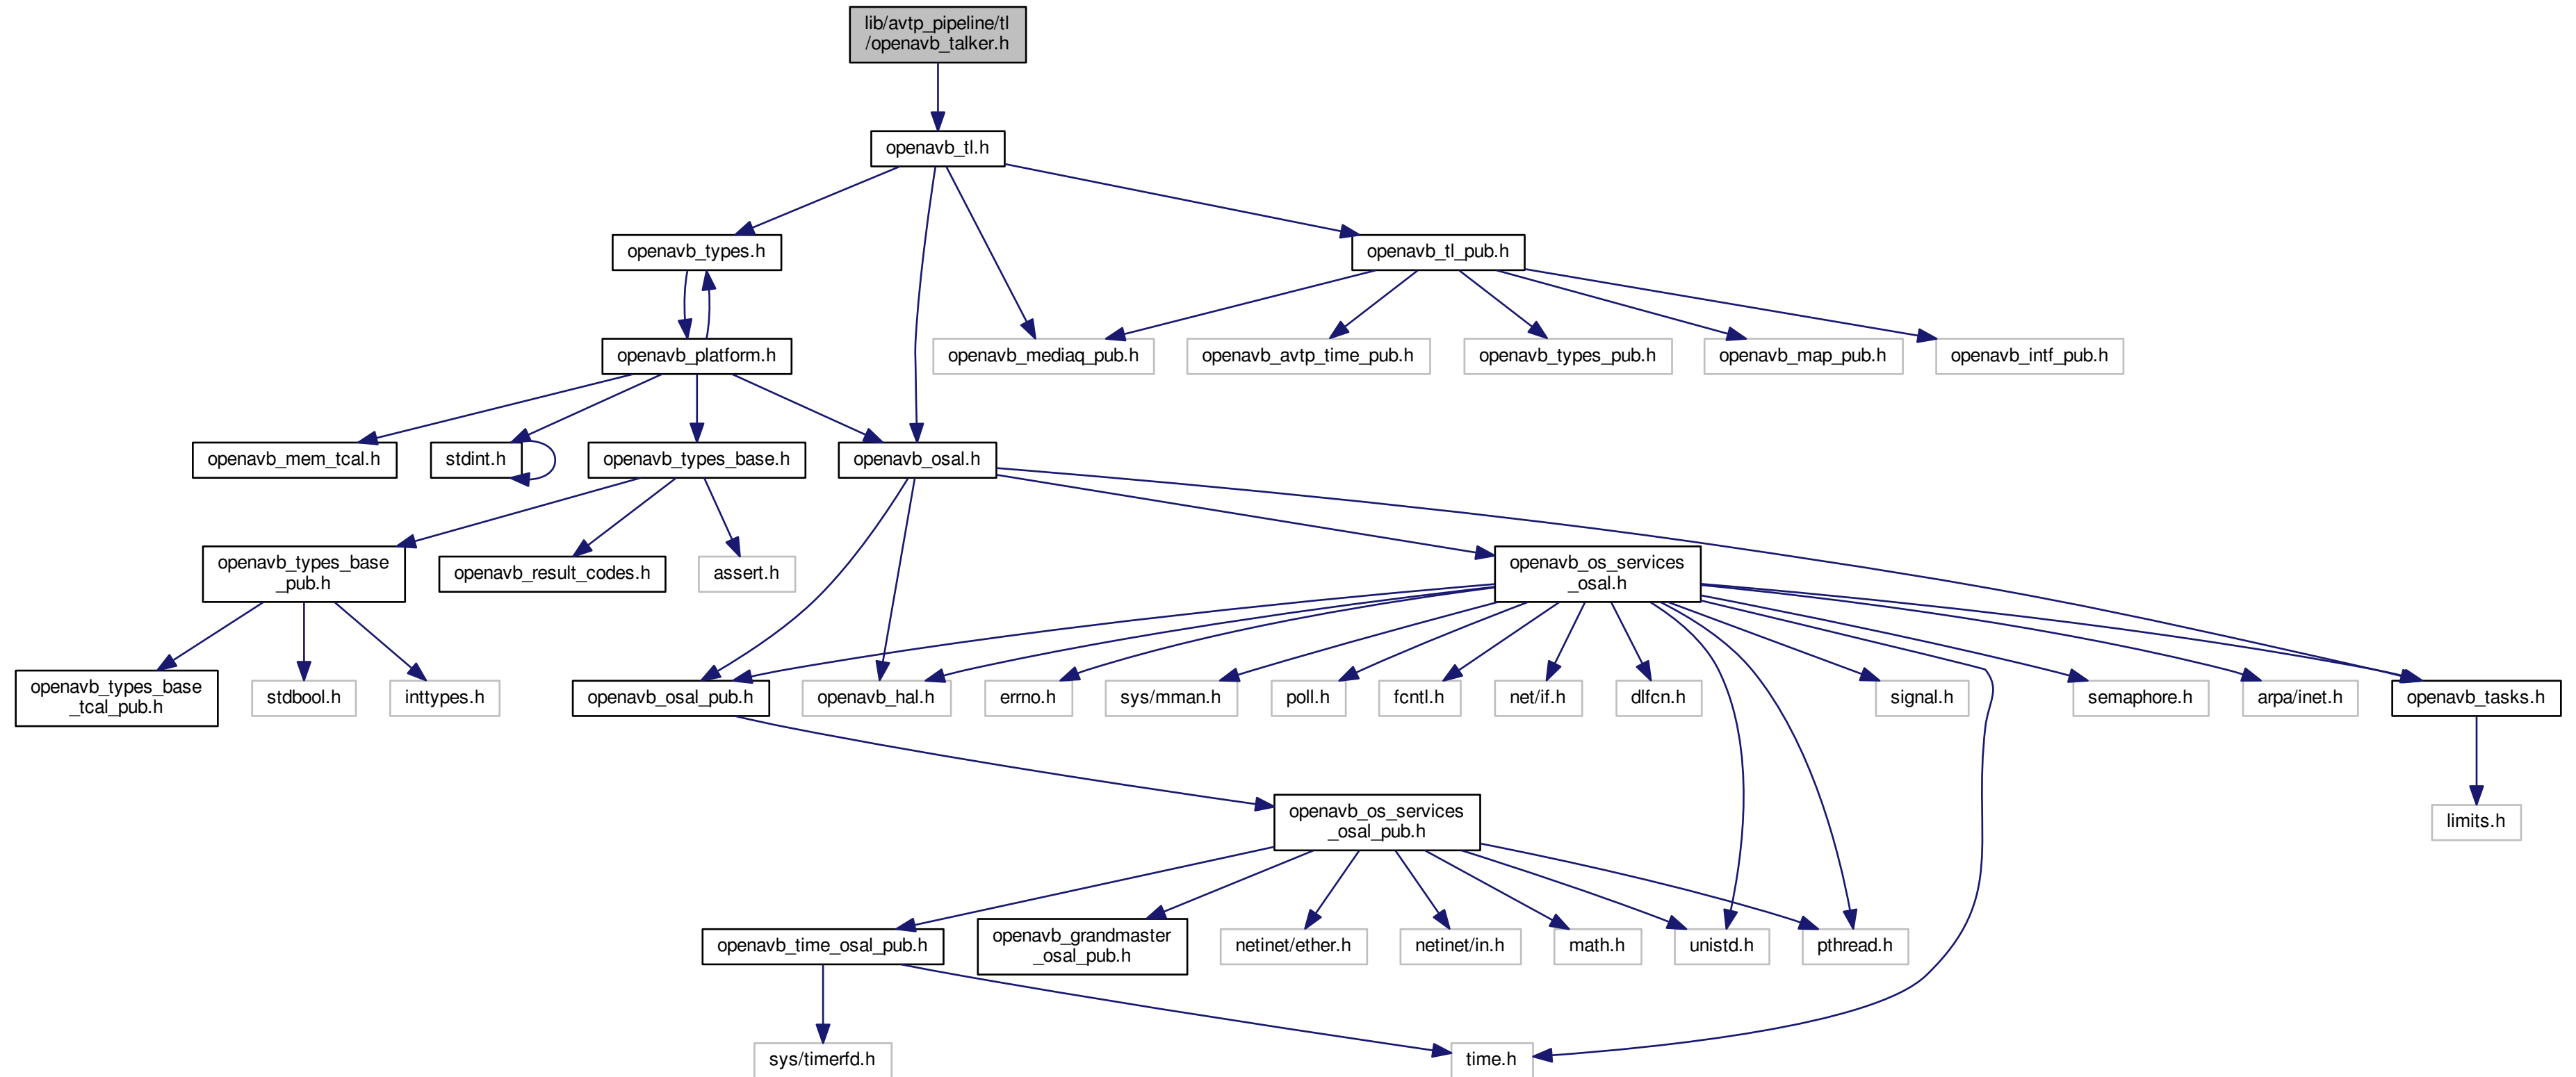 lib/avtp_pipeline/tl
/openavb_talker.h
openavb_tl.h
openavb_types.h
openavb_tl_pub.h
openavb_platform.h
openavb_mediaq_pub.h
openavb_avtp_time_pub.h
openavb_types_pub.h
openavb_map_pub.h
openavb_intf_pub.h
openavb_mem_tcal.h
stdint.h
openavb_types_base.h
openavb_osal.h
openavb_types_base
_pub.h
openavb_result_codes.h
assert.h
openavb_os_services
_osal.h
openavb_types_base
_tcal_pub.h
stdbool.h
inttypes.h
openavb_osal_pub.h
openavb_hal.h
errno.h
sys/mman.h
poll.h
fcntl.h
net/if.h
dlfcn.h
signal.h
semaphore.h
arpa/inet.h
openavb_tasks.h
openavb_os_services
_osal_pub.h
limits.h
openavb_time_osal_pub.h
openavb_grandmaster
_osal_pub.h
netinet/ether.h
netinet/in.h
math.h
unistd.h
pthread.h
sys/timerfd.h
time.h